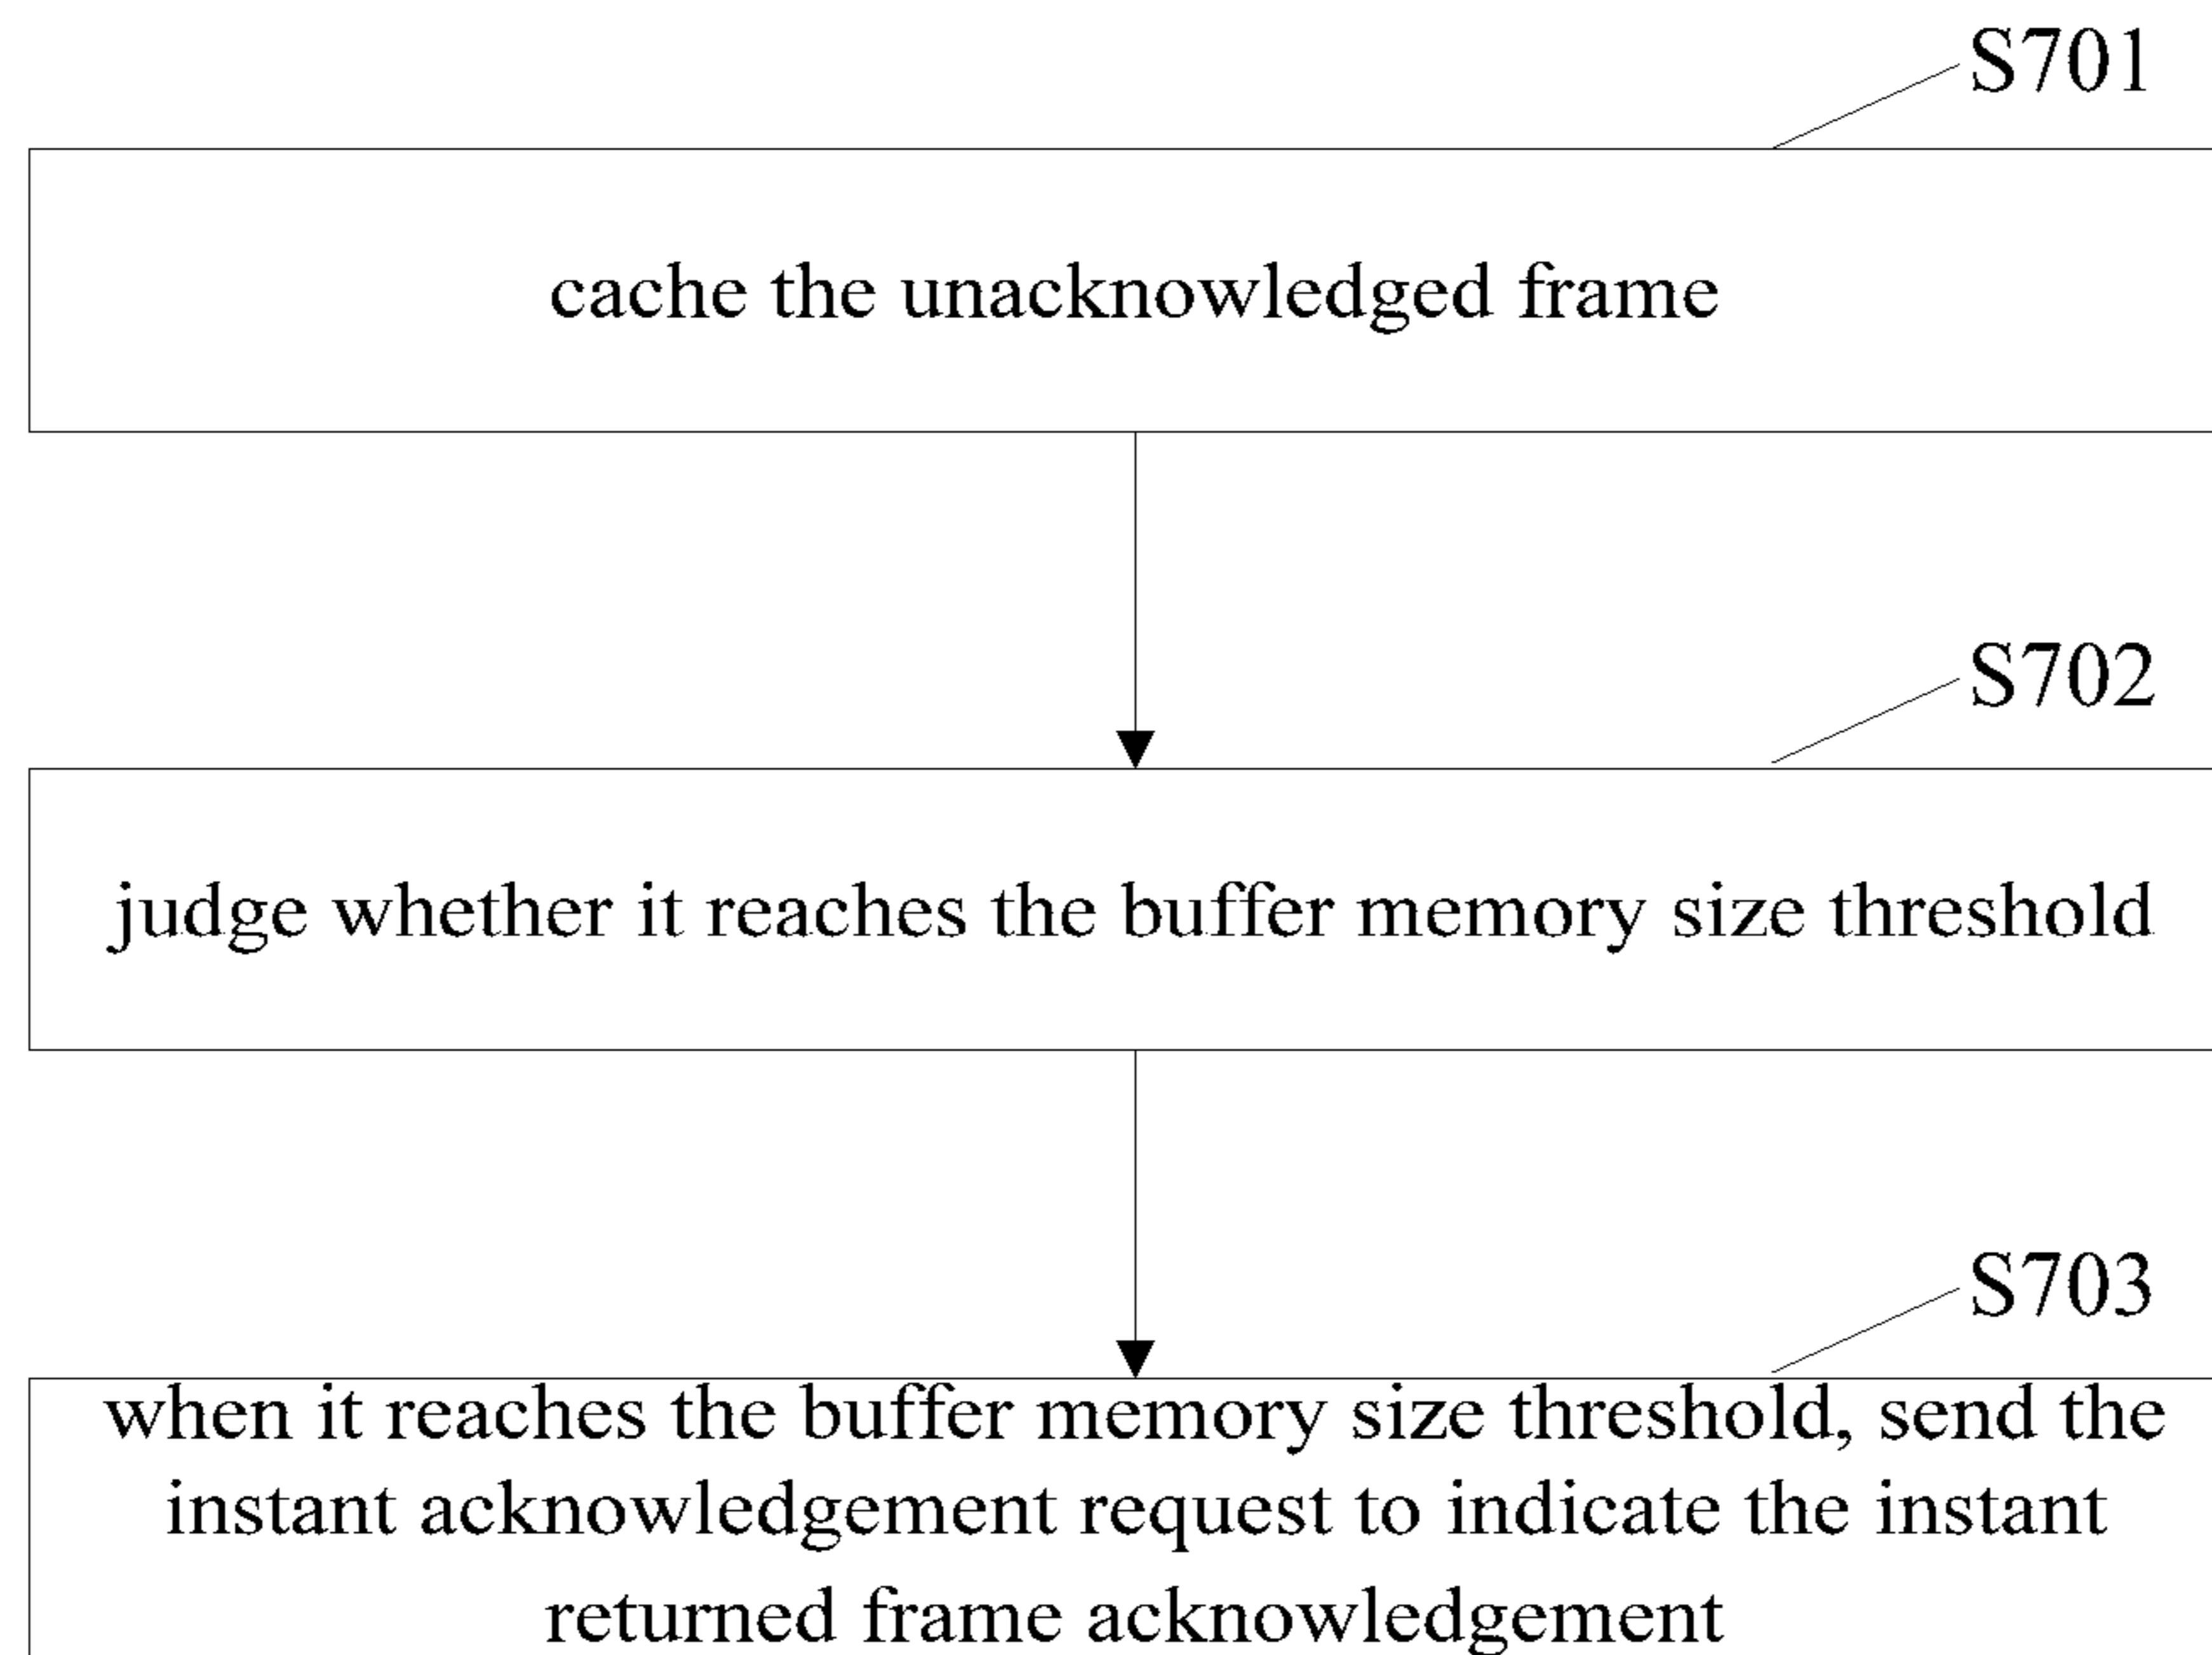 S701
cache the unacknowledged frame
S702
judge whether it reaches the buffer memory size threshold
S703
when it reaches the buffer memory size threshold, send the
instant acknowledgement request to indicate the instant
returned frame acknowledgement